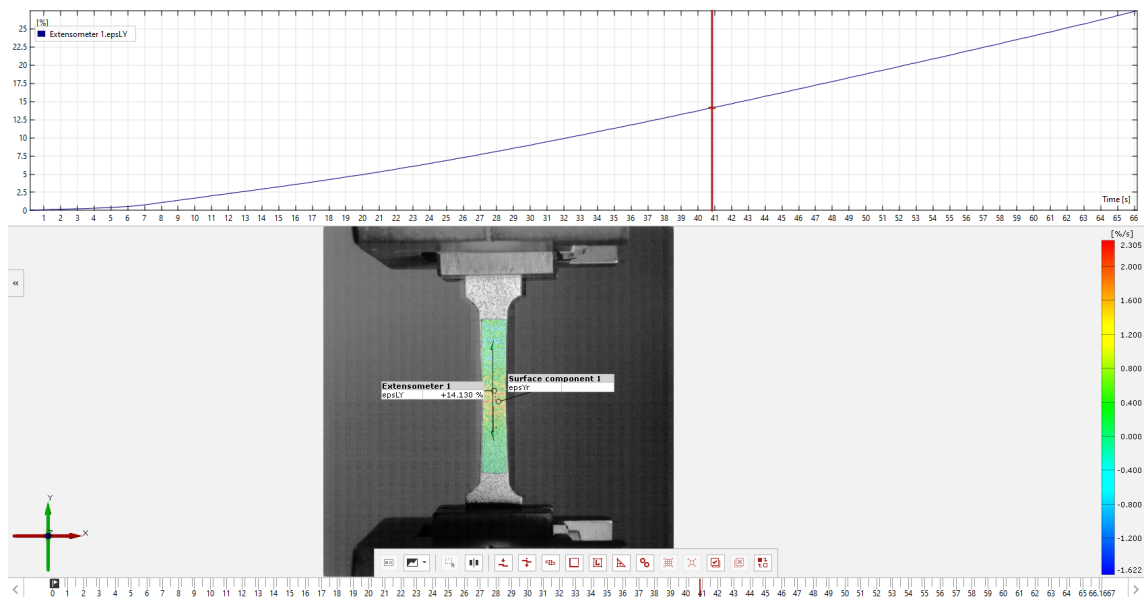 [%]
Extensometer 1.epsLY
25
22.5
20
17.5
15
12.5
10
7.5
5
2.5
0
Time [s]
1 2 3 4 5 6 7 8 9 10 11 12 13 14 15 16 17 18 19 20 21 22 23 24 25 26 27 28 29 30 31 32 33 34 35 36 37 38 39 40 41 42 43 44 45 46 47 48 49 50 51 52 53 54 55 56 57 58 59 60 61 62 63 64 65 66
«
[%/s]
2.305
2.000
1.600
1.200
0.800
0.400
0.000
-0.400
-0.800
-1.200
-1.622
Surface component 1
epsYr
Extensometer 1
epsLY +14.130 %
Y
Z
X
0 1 2 3 4 5 6 7 8 9 10 11 12 13 14 15 16 17 18 19 20 21 22 23 24 25 26 27 28 29 30 31 32 33 34 35 36 37 38 39 40 41 42 43 44 45 46 47 48 49 50 51 52 53 54 55 56 57 58 59 60 61 62 63 64 65 66.1667